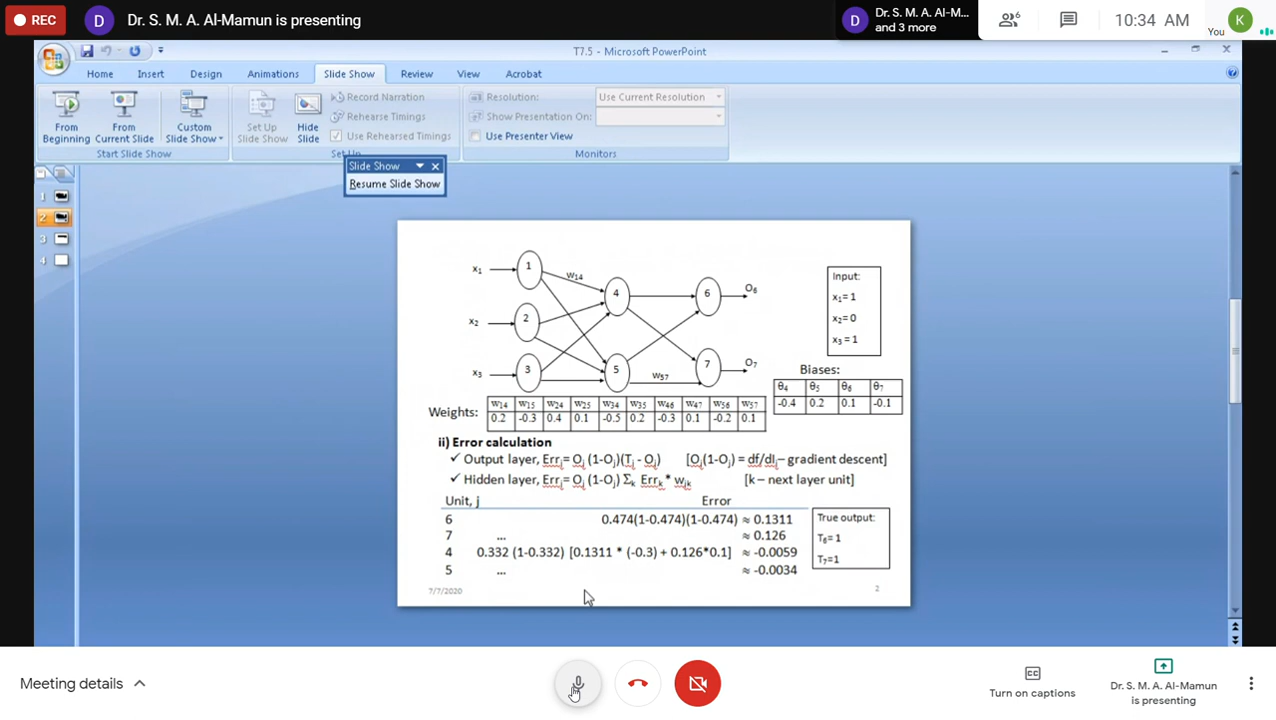 REC
D
Dr. S. M. A. Al-Mamun is presenting
D
Dr. S. M. A. Al-M...
and 3 more
6
10:34 AM
You
K
T7.5 - Microsoft PowerPoint
Home
Insert
Design
Animations
Slide Show
Review
View
Acrobat
From
Beginning
From
Current Slide
Custom
Slide Show
Set Up
Slide Show
Hide
Slide
Record Narration
Rehearse Timings
Use Rehearsed Timings
Resolution:
Use Current Resolution
Show Presentation On:
Use Presenter View
Start Slide Show
Set Up
Monitors
Slide Show
Resume Slide Show
1
2
3
4
x₁
1
w₁₄
4
6
O₆
x₂
2
x₃
3
5
w₅₇
7
O₇
Input:
x₁= 1
x₂= 0
x₃ = 1
Biases:
θ₄ θ₅ θ₆ θ₇
-0.4 0.2 0.1 -0.1
Weights:
w₁₄ w₁₅ w₂₄ w₂₅ w₃₄ w₃₅ w₄₆ w₄₇ w₅₆ w₅₇
0.2 -0.3 0.4 0.1 -0.5 0.2 -0.3 0.1 -0.2 0.1
ii) Error calculation
✓ Output layer, Errⱼ= Oⱼ (1-Oⱼ)(Tⱼ - Oⱼ) [Oⱼ(1-Oⱼ) = df/dIⱼ– gradient descent]
✓ Hidden layer, Errⱼ= Oⱼ (1-Oⱼ) Σₖ Errₖ * wⱼₖ [k – next layer unit]
Unit, j Error
6 0.474(1-0.474)(1-0.474) ≈ 0.1311
7 ... ≈ 0.126
4 0.332 (1-0.332) [0.1311 * (-0.3) + 0.126*0.1] ≈ -0.0059
5 ... ≈ -0.0034
True output:
T₆= 1
T₇=1
7/7/2020
2
Meeting details
Turn on captions
Dr. S. M. A. Al-Mamun
is presenting